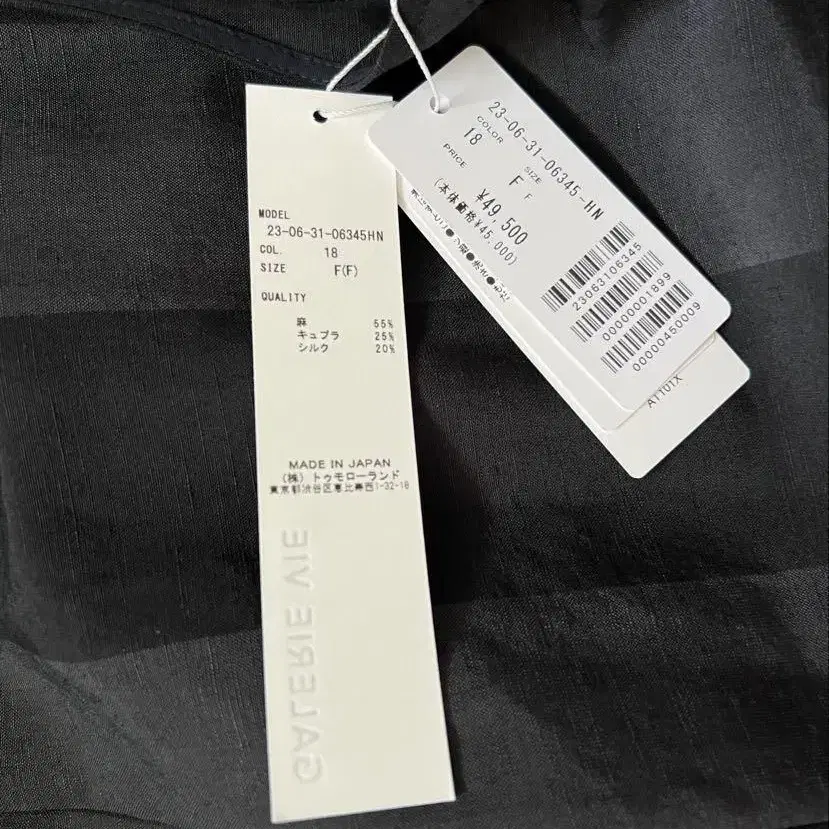 MODEL
23-06-31-06345HN
COL. 18
SIZE F(F)
QUALITY
麻 55%
キュプラ 25%
シルク 20%
MADE IN JAPAN
(株)トゥモローランド
東京都渋谷区恵比寿西1-32-18
GALERIE VIE
23-06-31-06345-HN
COLOR SIZE
18 F F
PRICE
¥49,500
(本体価格¥45,000)
23063106345
00000001899
00000450009
AT101X